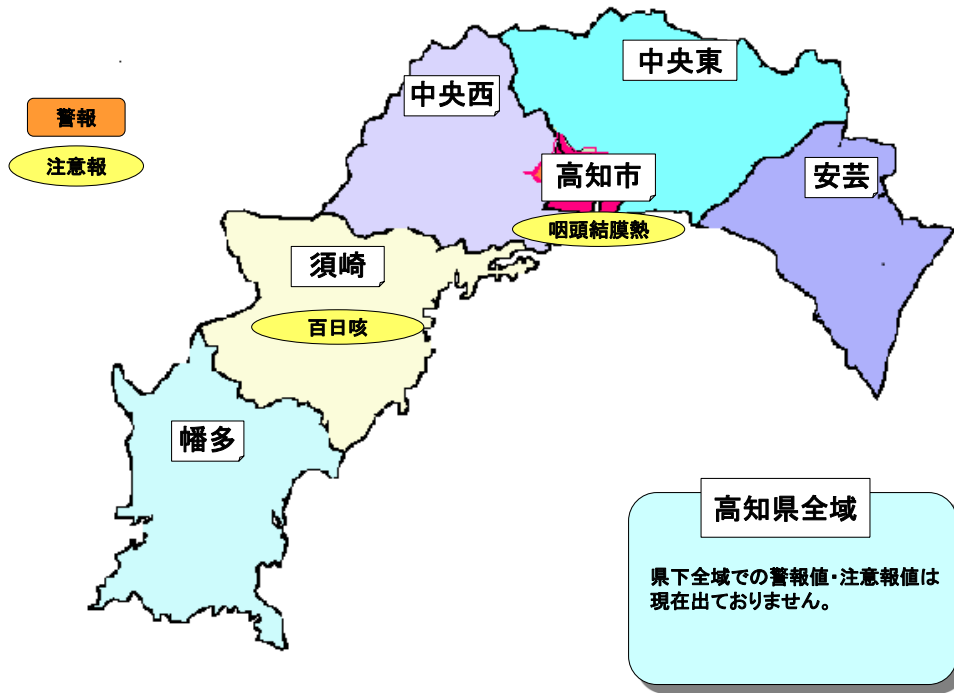 中央東
中央西
警報
注意報
高知市
安芸
咽頭結膜熱
須崎
百日咳
幡多
高知県全域
県下全域での警報値・注意報値は
現在出ておりません。